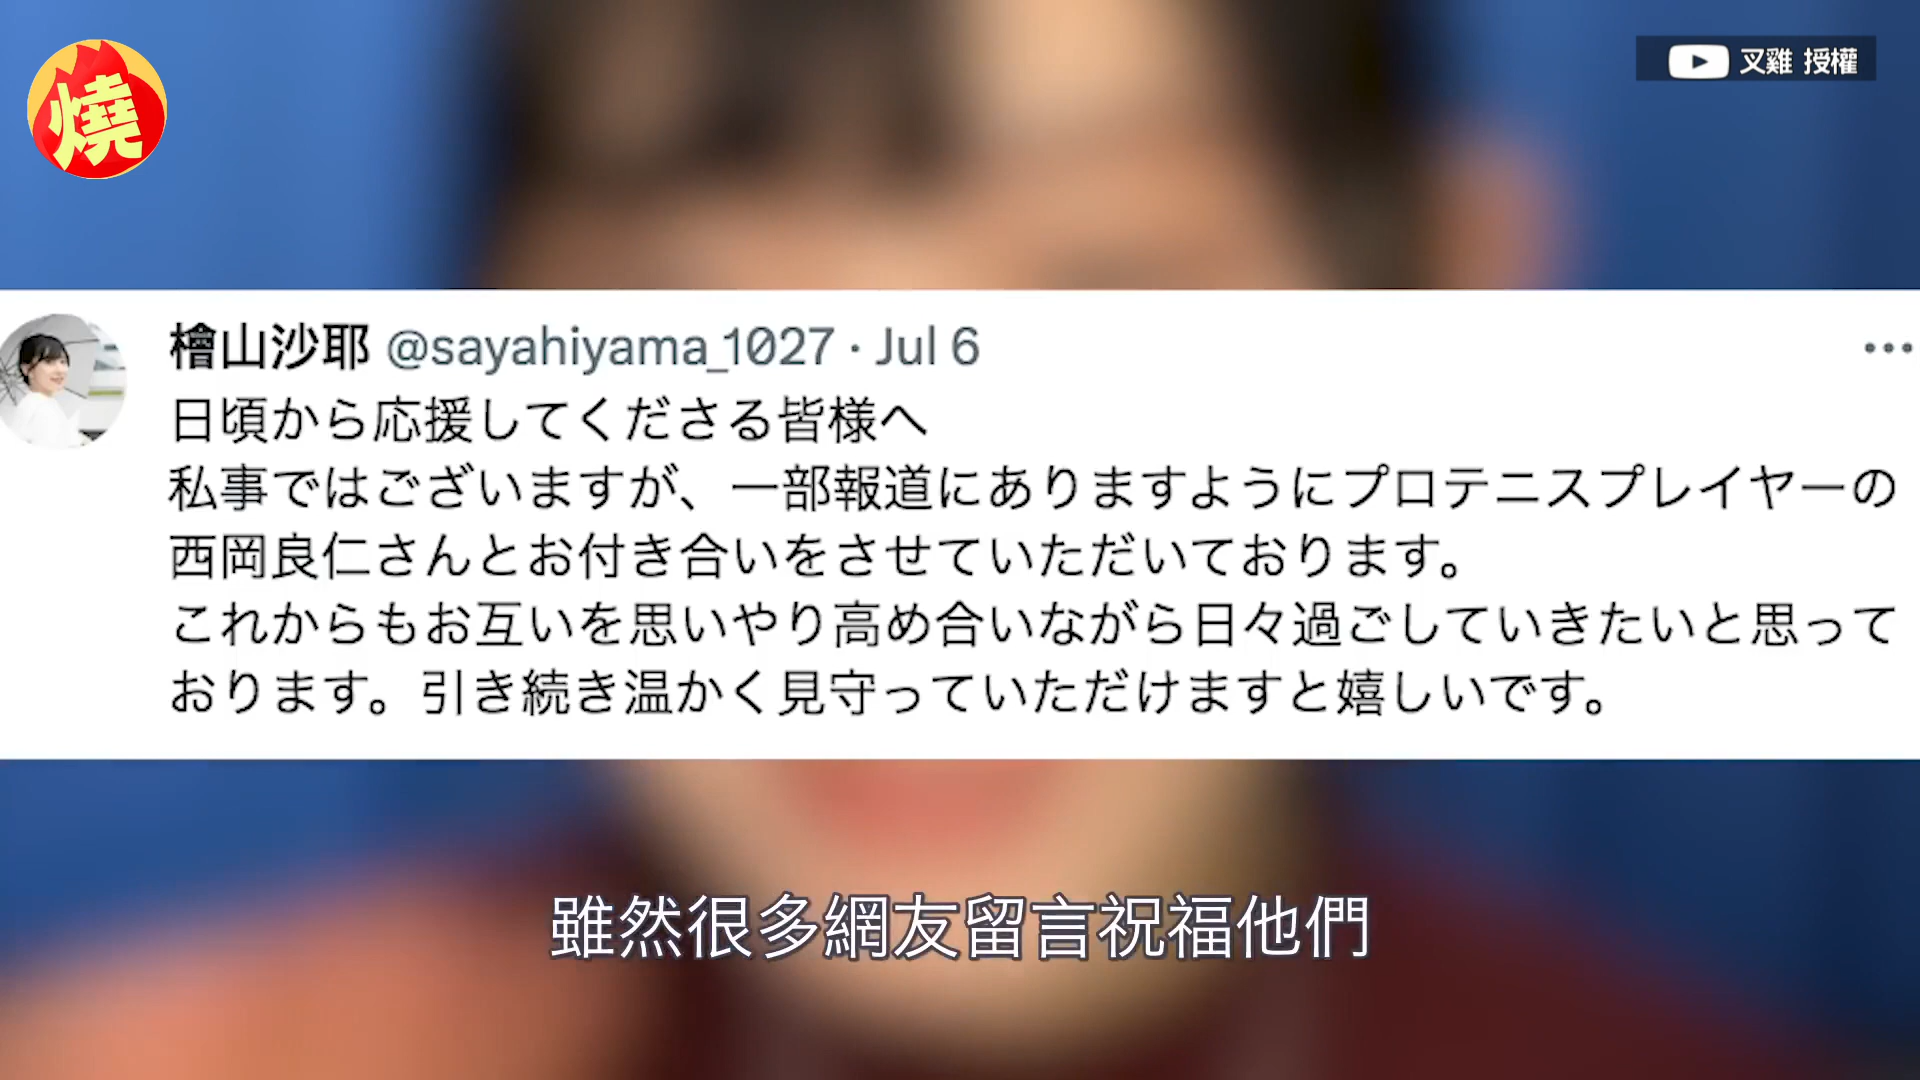 燒
叉雞 授權
檜山沙耶 @sayahiyama_1027 · Jul 6
日頃から応援してくださる皆様へ
私事ではございますが、一部報道にありますようにプロテニスプレイヤーの
西岡良仁さんとお付き合いをさせていただいております。
これからもお互いを思いやり高め合いながら日々過ごしていきたいと思って
おります。引き続き温かく見守っていただけますと嬉しいです。
雖然很多網友留言祝福他們